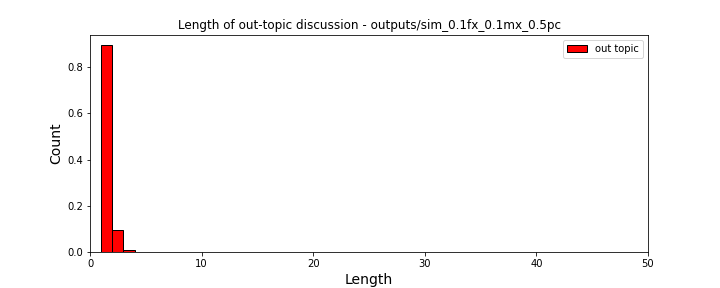 Length of out-topic discussion - outputs/sim_0.1fx_0.1mx_0.5pc
out topic
Count
0.8
0.6
0.4
0.2
0.0
0 10 20 30 40 50
Length